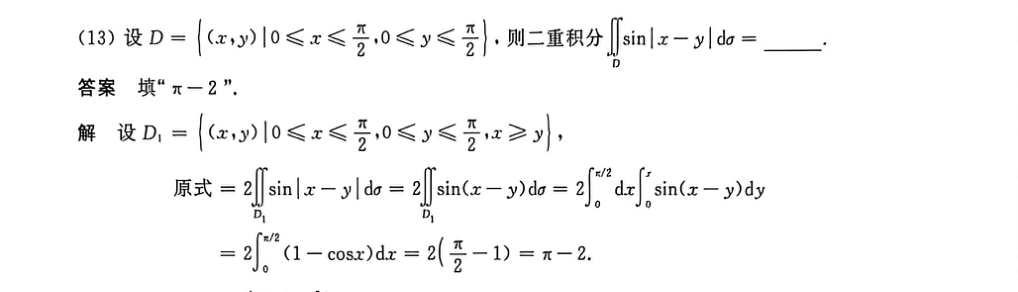 (13) 设 D = {(x,y)|0⩽x⩽π/2,0⩽y⩽π/2},则二重积分∬_D sin|x−y|dσ = ______.
答案 填“π−2”.
解 设 D₁ = {(x,y)|0⩽x⩽π/2,0⩽y⩽π/2,x⩾y},
原式 = 2∬_{D₁} sin|x−y|dσ = 2∬_{D₁} sin(x−y)dσ = 2∫₀^{π/2} dx∫₀^x sin(x−y)dy
= 2∫₀^{π/2} (1−cosx)dx = 2(π/2−1) = π−2.